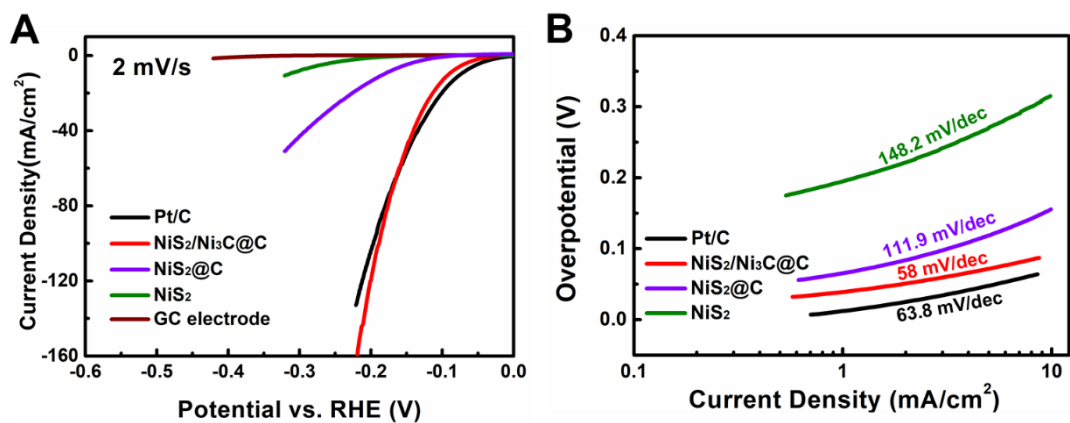 A
2 mV/s
Current Density(mA/cm²)
0
-40
-80
-120
-160
Pt/C
NiS₂/Ni₃C@C
NiS₂@C
NiS₂
GC electrode
-0.6 -0.5 -0.4 -0.3 -0.2 -0.1 0.0
Potential vs. RHE (V)
B
Overpotential (V)
0.4
0.3
0.2
0.1
0.0
148.2 mV/dec
111.9 mV/dec
58 mV/dec
63.8 mV/dec
Pt/C
NiS₂/Ni₃C@C
NiS₂@C
NiS₂
0.1 1 10
Current Density (mA/cm²)